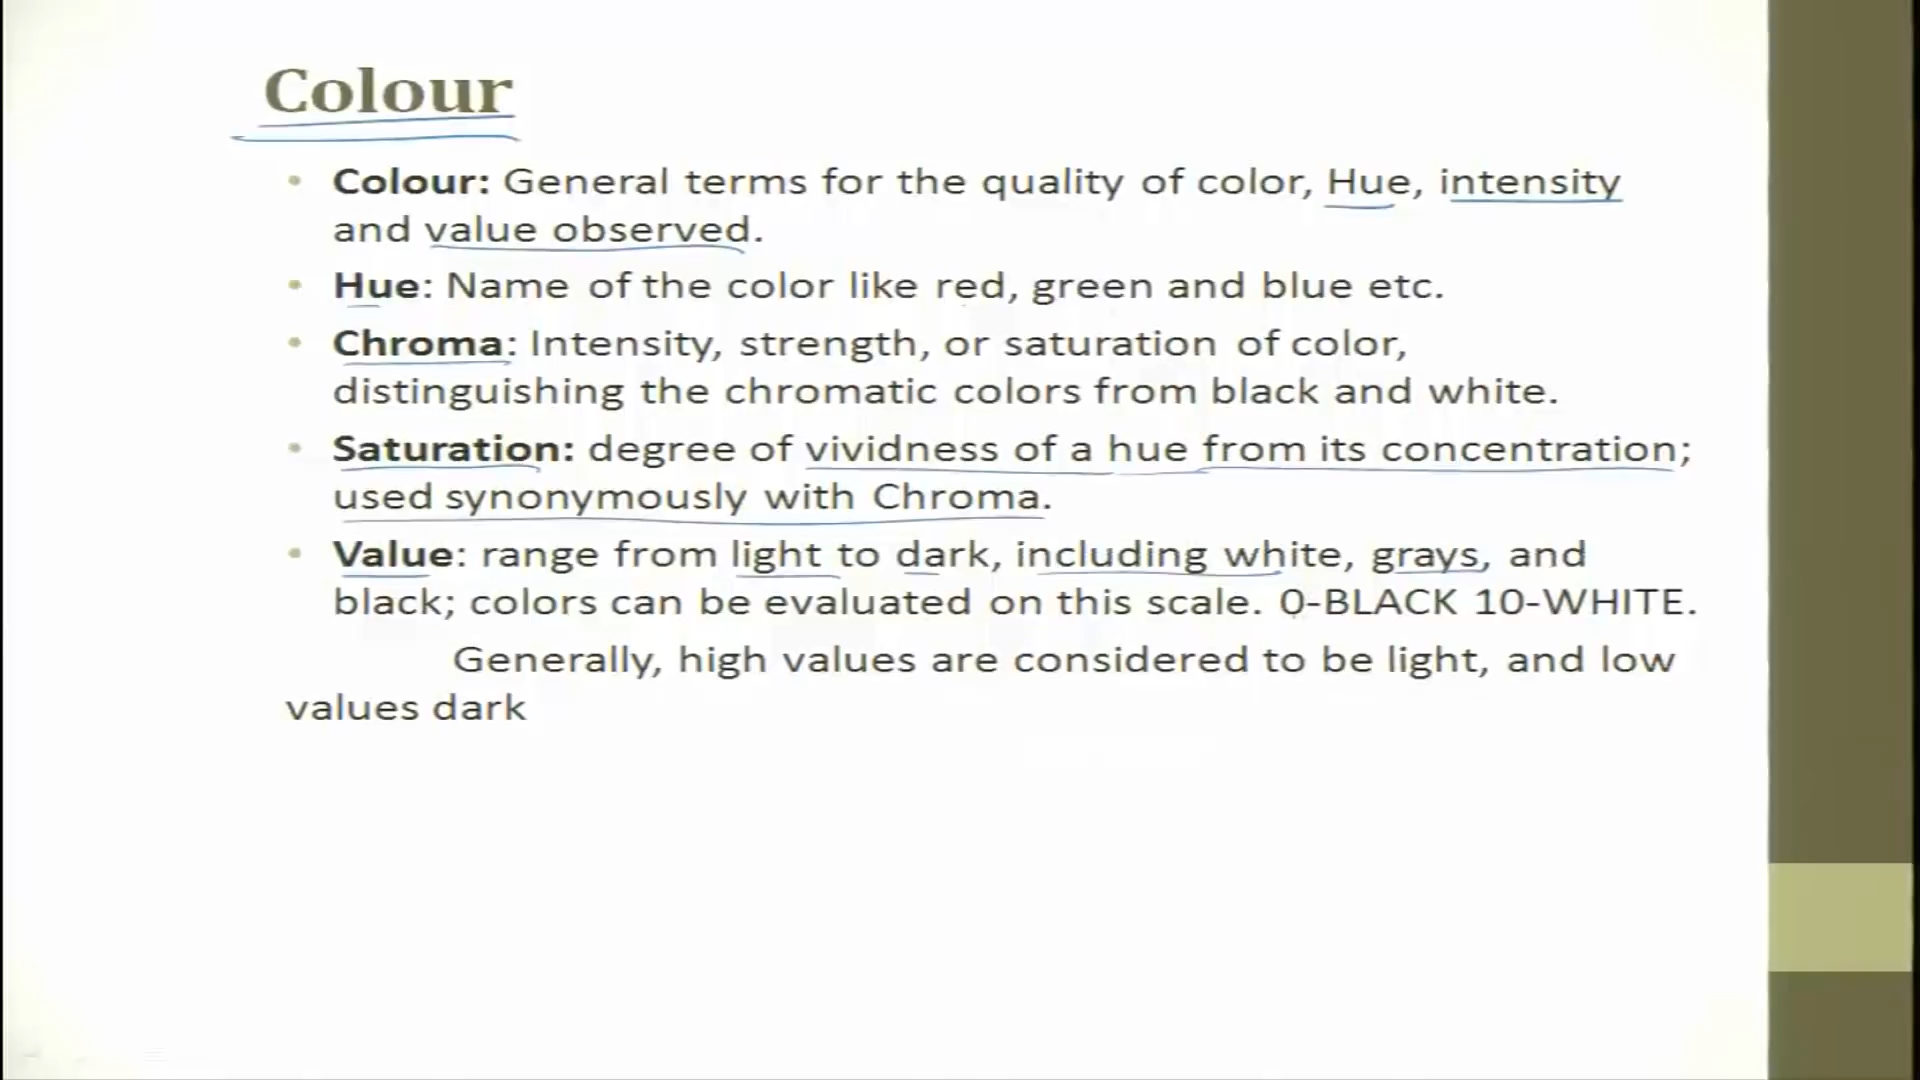 Colour
• Colour: General terms for the quality of color, Hue, intensity
and value observed.
• Hue: Name of the color like red, green and blue etc.
• Chroma: Intensity, strength, or saturation of color,
distinguishing the chromatic colors from black and white.
• Saturation: degree of vividness of a hue from its concentration;
used synonymously with Chroma.
• Value: range from light to dark, including white, grays, and
black; colors can be evaluated on this scale. 0-BLACK 10-WHITE.
Generally, high values are considered to be light, and low
values dark